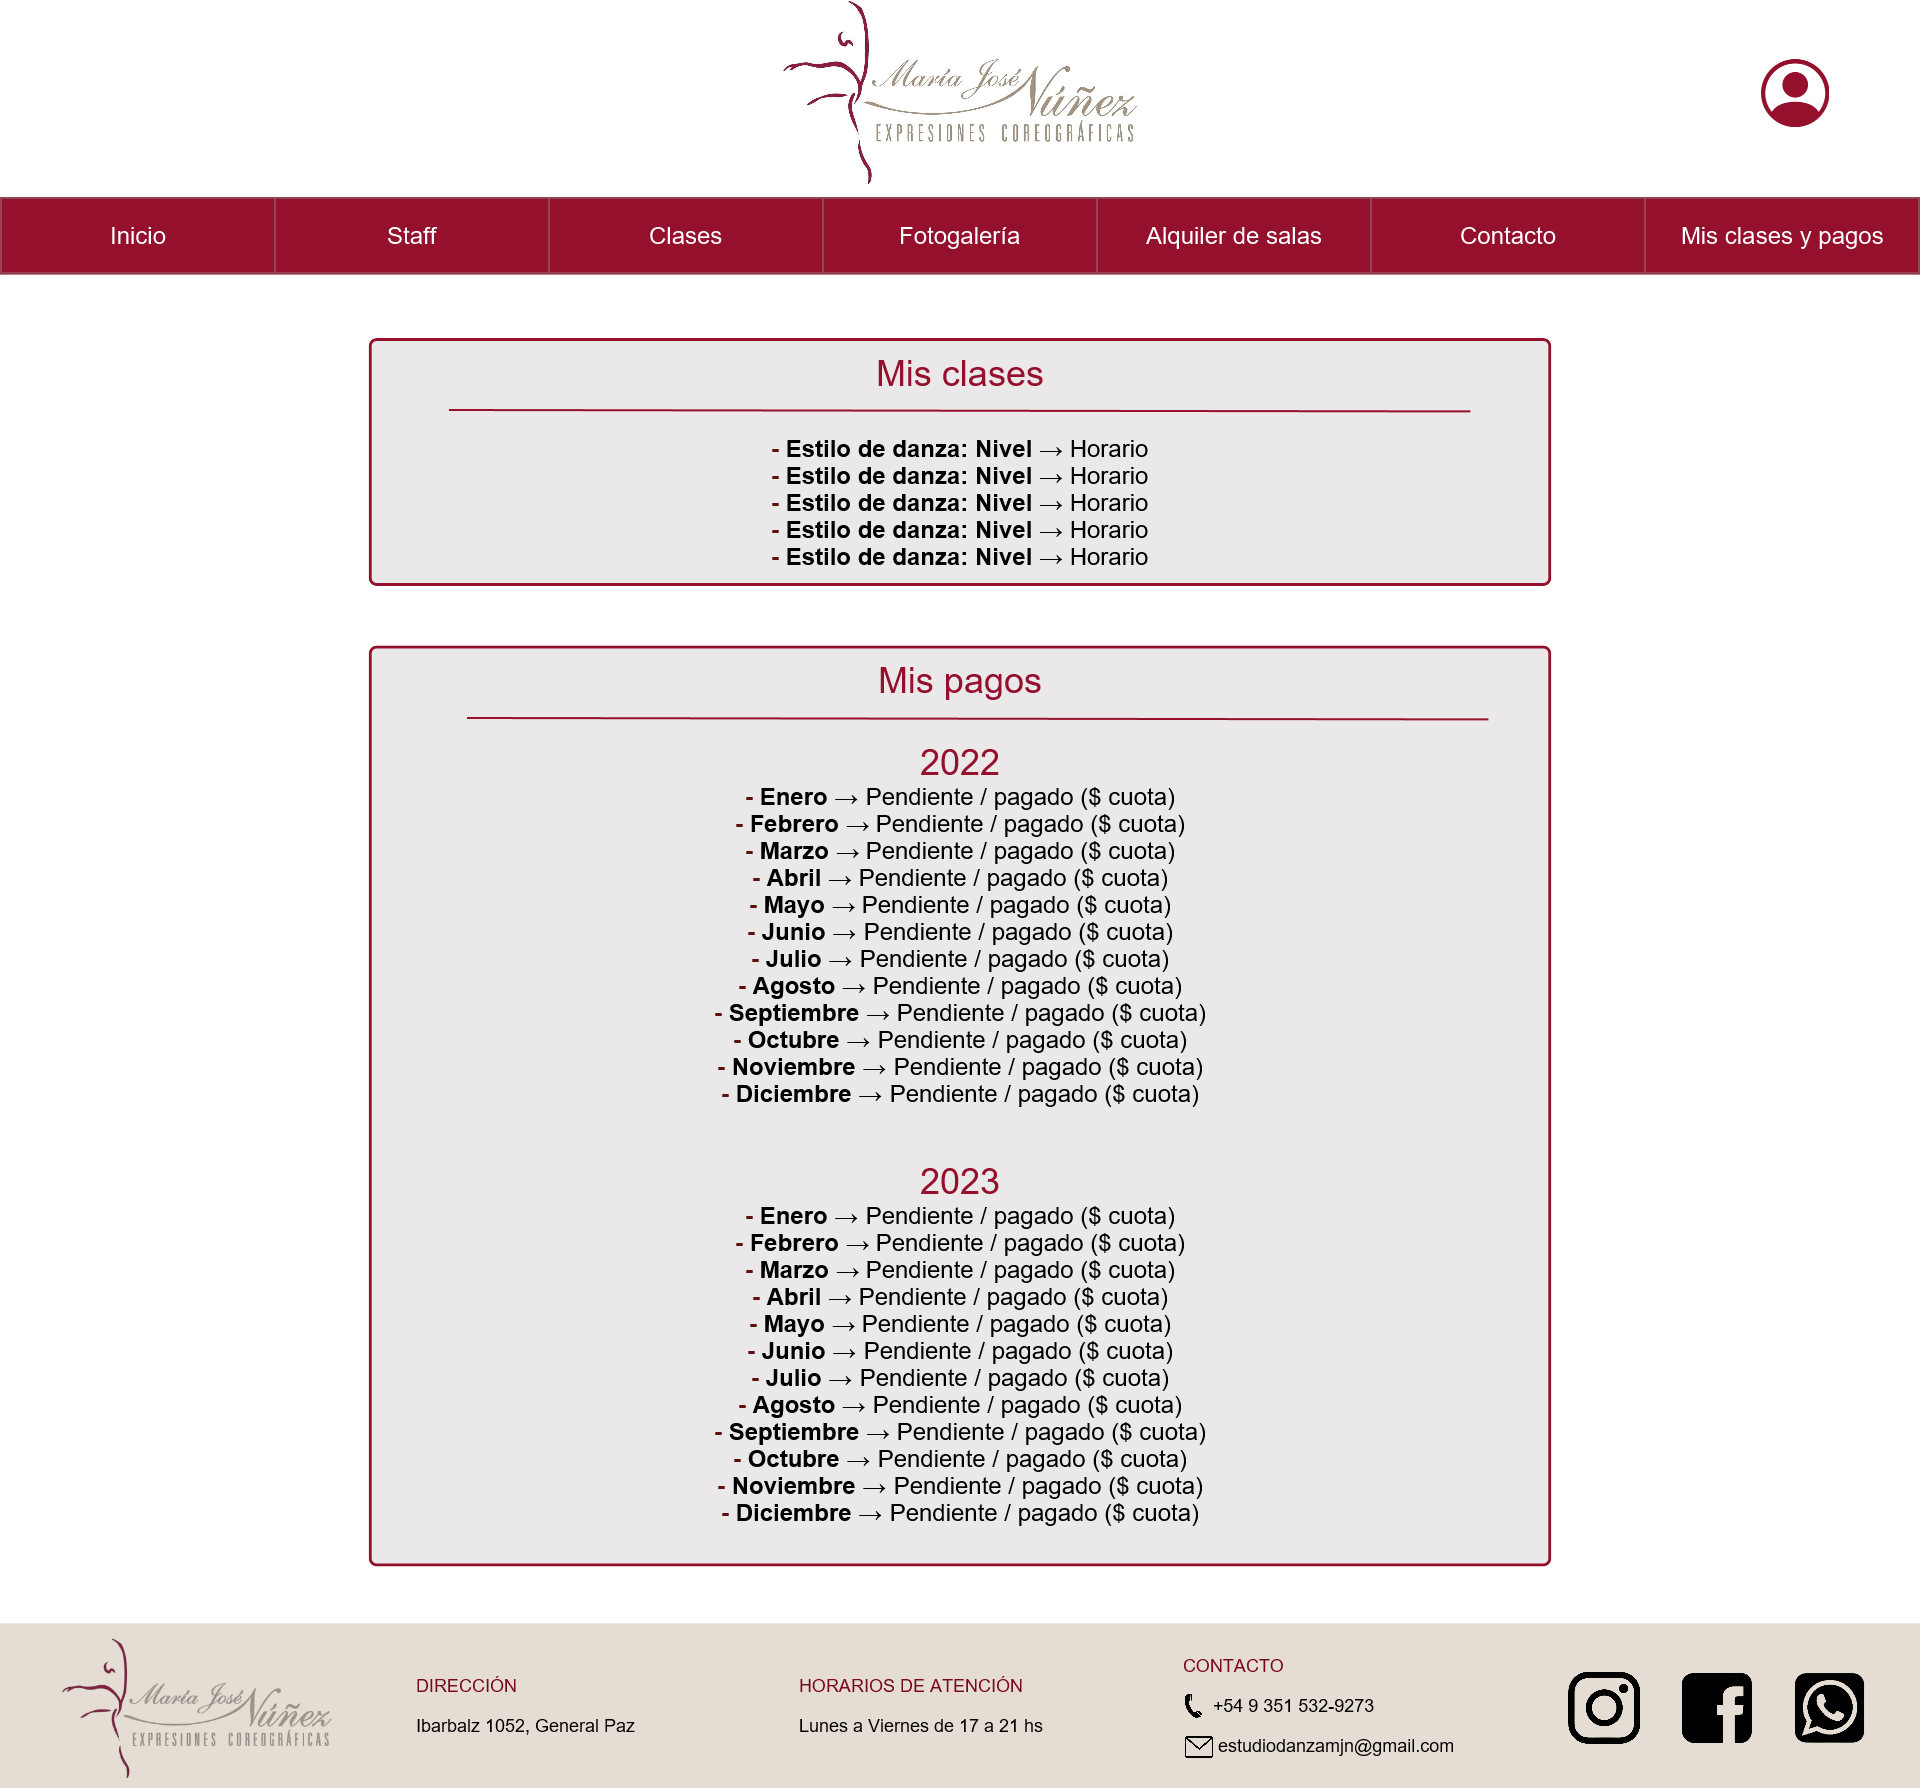 María José Núñez
EXPRESIONES COREOGRÁFICAS
Inicio
Staff
Clases
Fotogalería
Alquiler de salas
Contacto
Mis clases y pagos
Mis clases
- Estilo de danza: Nivel → Horario
- Estilo de danza: Nivel → Horario
- Estilo de danza: Nivel → Horario
- Estilo de danza: Nivel → Horario
- Estilo de danza: Nivel → Horario
Mis pagos
2022
- Enero → Pendiente / pagado ($ cuota)
- Febrero → Pendiente / pagado ($ cuota)
- Marzo → Pendiente / pagado ($ cuota)
- Abril → Pendiente / pagado ($ cuota)
- Mayo → Pendiente / pagado ($ cuota)
- Junio → Pendiente / pagado ($ cuota)
- Julio → Pendiente / pagado ($ cuota)
- Agosto → Pendiente / pagado ($ cuota)
- Septiembre → Pendiente / pagado ($ cuota)
- Octubre → Pendiente / pagado ($ cuota)
- Noviembre → Pendiente / pagado ($ cuota)
- Diciembre → Pendiente / pagado ($ cuota)
2023
- Enero → Pendiente / pagado ($ cuota)
- Febrero → Pendiente / pagado ($ cuota)
- Marzo → Pendiente / pagado ($ cuota)
- Abril → Pendiente / pagado ($ cuota)
- Mayo → Pendiente / pagado ($ cuota)
- Junio → Pendiente / pagado ($ cuota)
- Julio → Pendiente / pagado ($ cuota)
- Agosto → Pendiente / pagado ($ cuota)
- Septiembre → Pendiente / pagado ($ cuota)
- Octubre → Pendiente / pagado ($ cuota)
- Noviembre → Pendiente / pagado ($ cuota)
- Diciembre → Pendiente / pagado ($ cuota)
María José Núñez
EXPRESIONES COREOGRÁFICAS
DIRECCIÓN
Ibarbalz 1052, General Paz
HORARIOS DE ATENCIÓN
Lunes a Viernes de 17 a 21 hs
CONTACTO
+54 9 351 532-9273
estudiodanzamjn@gmail.com